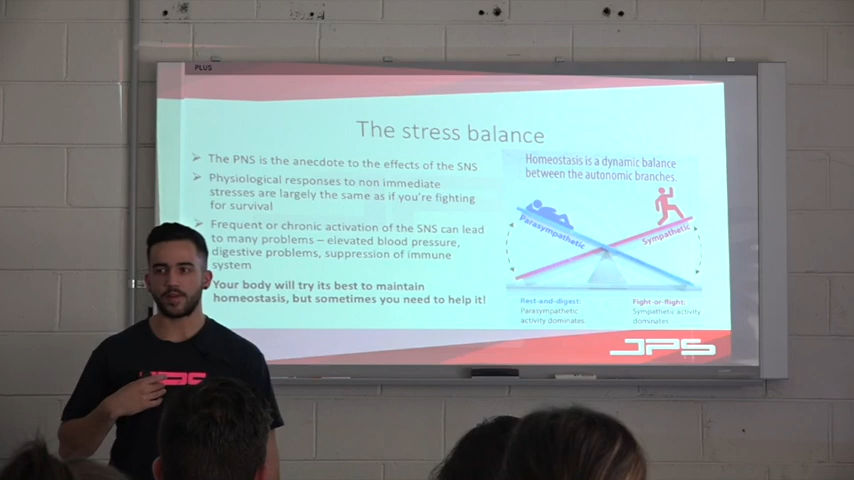 PLUS
The stress balance
➢ The PNS is the anecdote to the effects of the SNS
➢ Physiological responses to non immediate
stresses are largely the same as if you're fighting
for survival
➢ Frequent or chronic activation of the SNS can lead
to many problems – elevated blood pressure,
digestive problems, suppression of immune
system
Your body will try its best to maintain
homeostasis, but sometimes you need to help it!
Homeostasis is a dynamic balance
between the autonomic branches.
Parasympathetic
Sympathetic
Rest-and-digest:
Parasympathetic
activity dominates.
Fight-or-flight:
Sympathetic activity
dominates
JPS